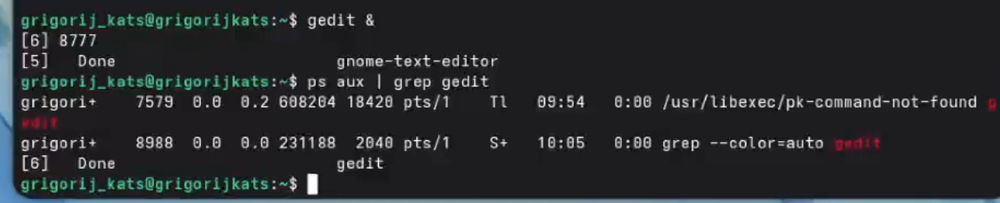 grigorij_kats@grigorijkats:~$ gedit &
[6] 8777
[5]   Done                    gnome-text-editor
grigorij_kats@grigorijkats:~$ ps aux | grep gedit
grigori+    7579  0.0  0.2 608204 18420 pts/1    Tl   09:54   0:00 /usr/libexec/pk-command-not-found g
edit
grigori+    8988  0.0  0.0 231188  2040 pts/1    S+   10:05   0:00 grep --color=auto gedit
[6]   Done                    gedit
grigorij_kats@grigorijkats:~$